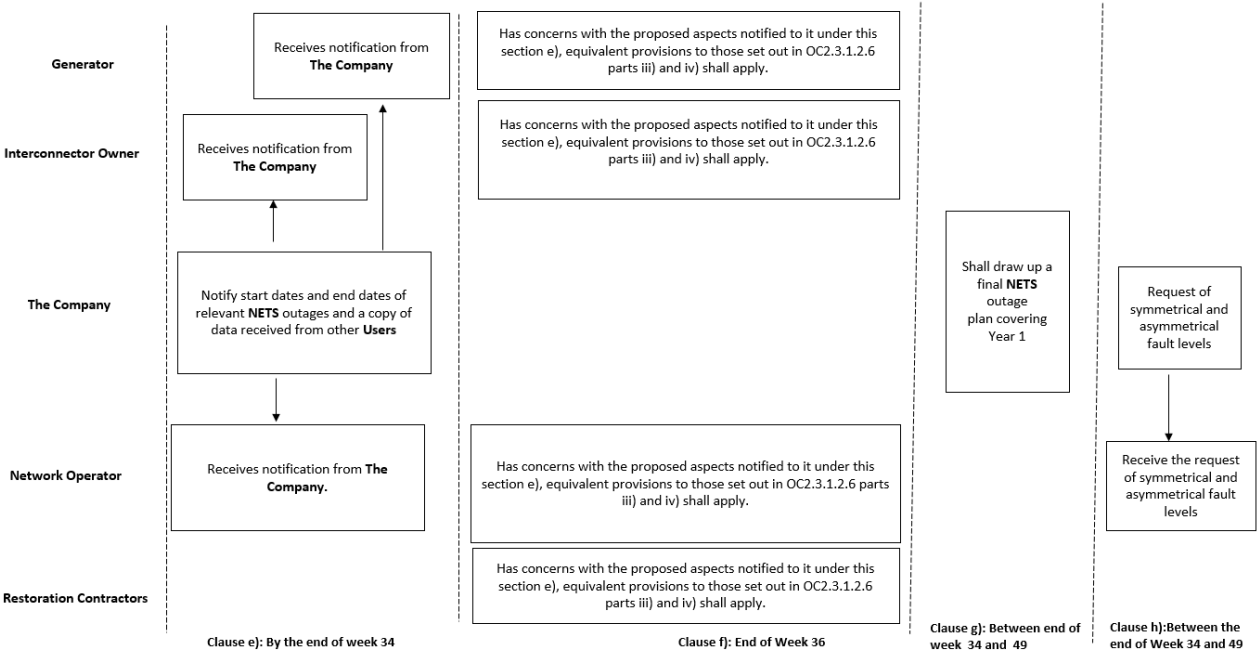 Generator
Receives notification from
The Company
Has concerns with the proposed aspects notified to it under this
section e), equivalent provisions to those set out in OC2.3.1.2.6
parts iii) and iv) shall apply.
Interconnector Owner
Receives notification from
The Company
Has concerns with the proposed aspects notified to it under this
section e), equivalent provisions to those set out in OC2.3.1.2.6
parts iii) and iv) shall apply.
The Company
Notify start dates and end dates of
relevant NETS outages and a copy of
data received from other Users
Shall draw up a
final NETS
outage
plan covering
Year 1
Request of
symmetrical and
asymmetrical
fault levels
Network Operator
Receives notification from The
Company.
Has concerns with the proposed aspects notified to it under this
section e), equivalent provisions to those set out in OC2.3.1.2.6 parts
iii) and iv) shall apply.
Receive the request
of symmetrical and
asymmetrical fault
levels
Restoration Contractors
Has concerns with the proposed aspects notified to it under this
section e), equivalent provisions to those set out in OC2.3.1.2.6
parts iii) and iv) shall apply.
Clause e): By the end of week 34
Clause f): End of Week 36
Clause g): Between end of
week 34 and 49
Clause h):Between the
end of Week 34 and 49